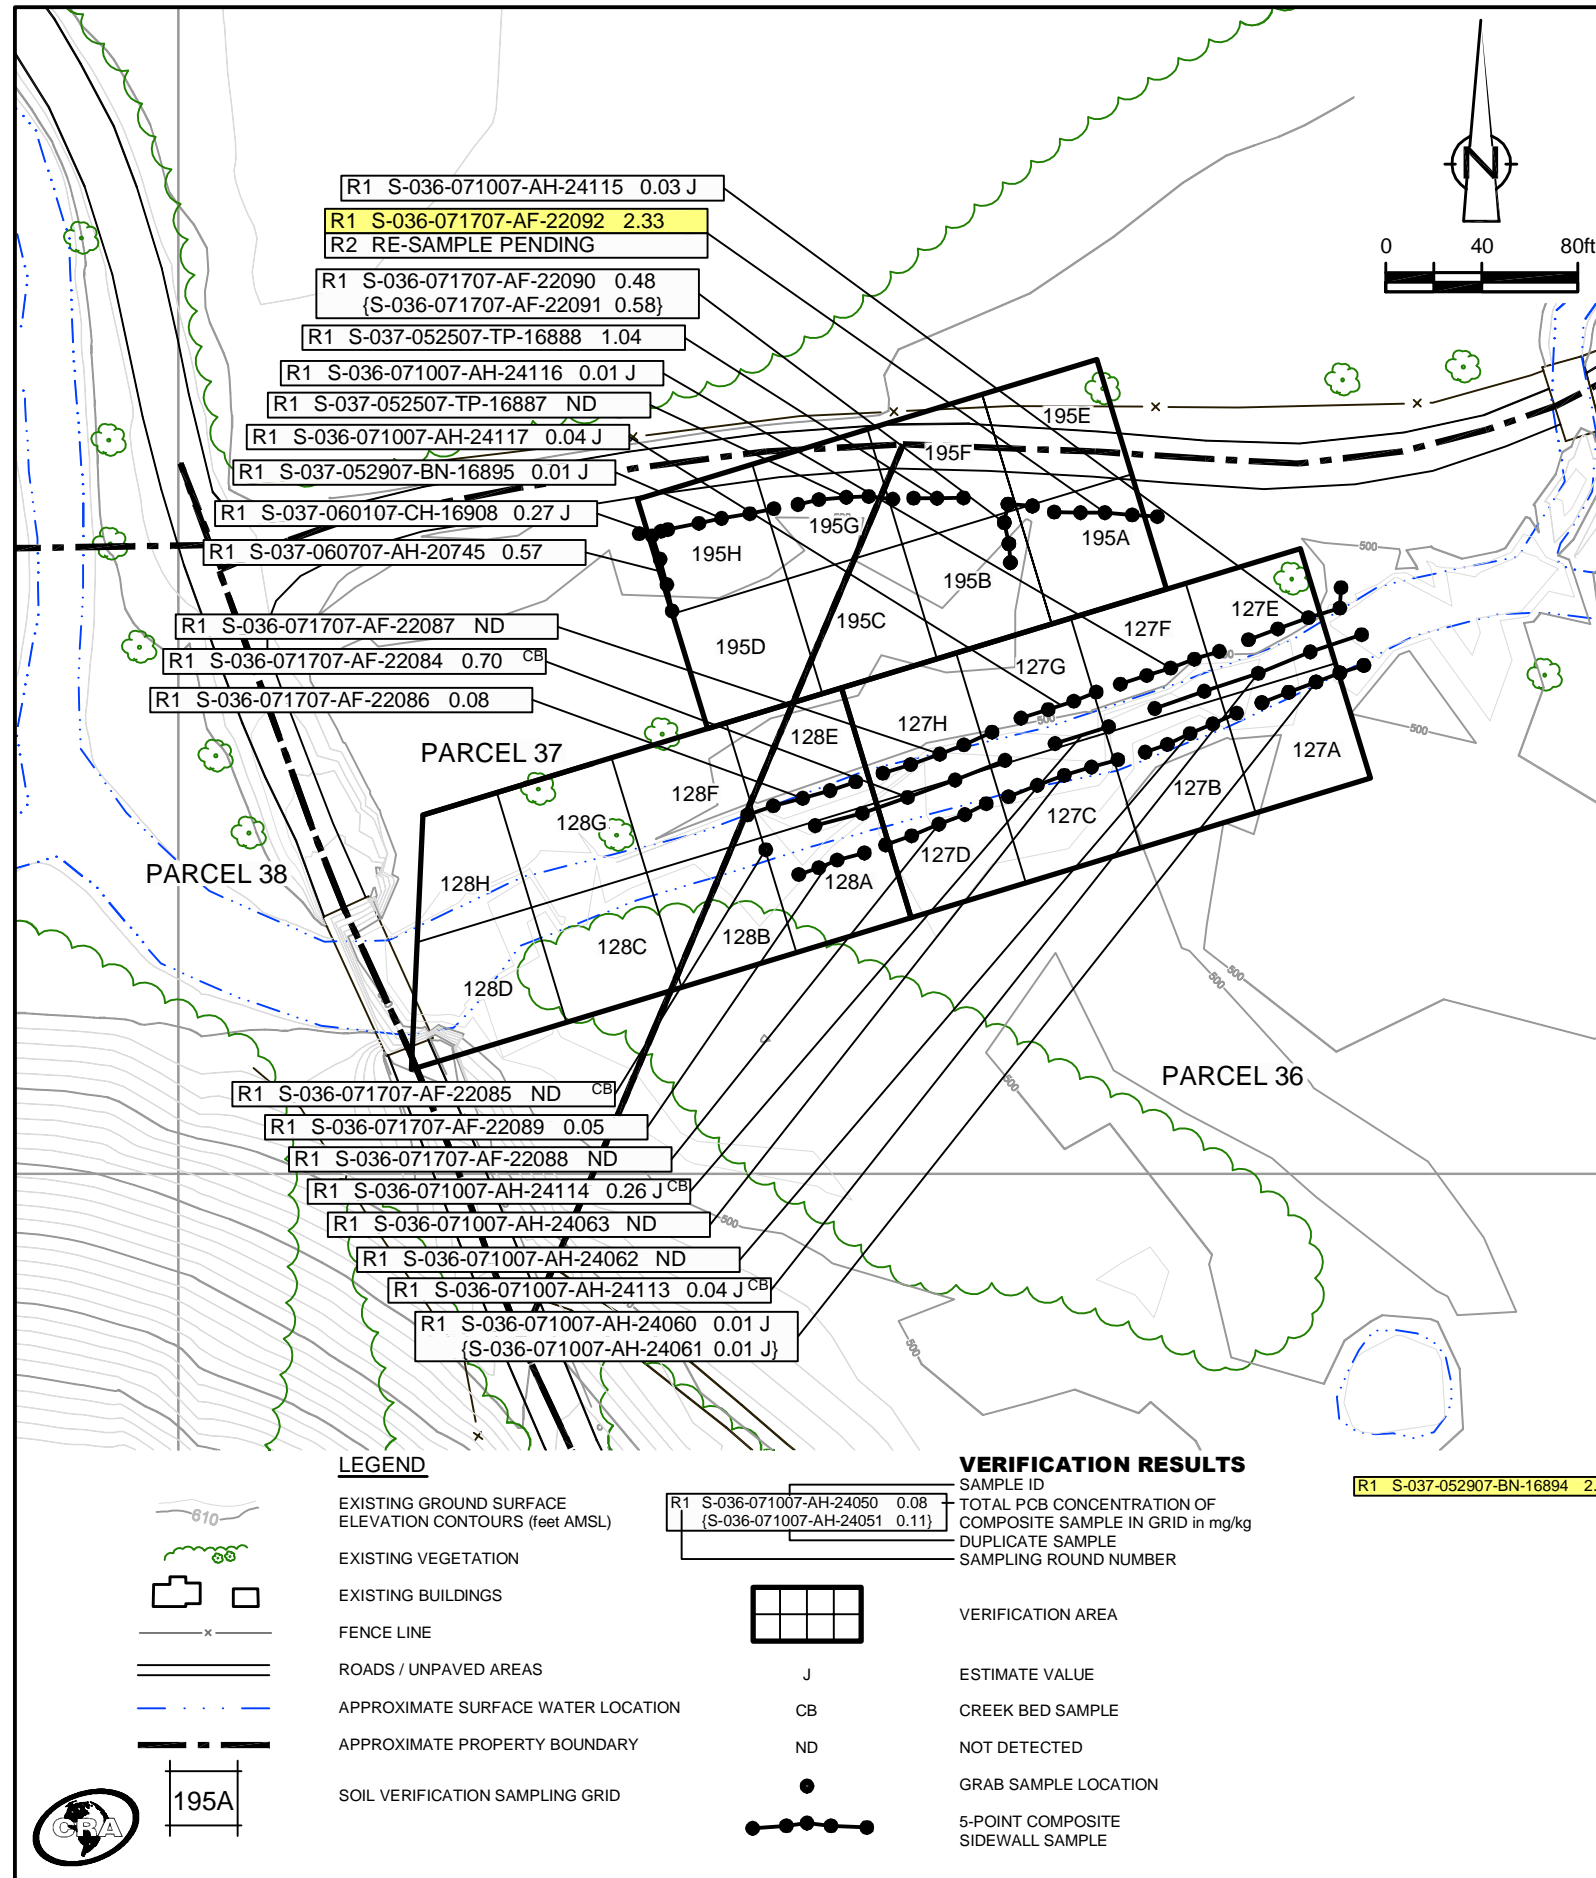 N
0 40 80ft
R1 S-036-071007-AH-24115 0.03 J
R1 S-036-071707-AF-22092 2.33
R2 RE-SAMPLE PENDING
R1 S-036-071707-AF-22090 0.48
{S-036-071707-AF-22091 0.58}
R1 S-037-052507-TP-16888 1.04
R1 S-036-071007-AH-24116 0.01 J
R1 S-037-052507-TP-16887 ND
R1 S-036-071007-AH-24117 0.04 J
R1 S-037-052907-BN-16895 0.01 J
R1 S-037-060107-CH-16908 0.27 J
R1 S-037-060707-AH-20745 0.57
R1 S-036-071707-AF-22087 ND
R1 S-036-071707-AF-22084 0.70 CB
R1 S-036-071707-AF-22086 0.08
195E
195F
195G
195H
195A
195B
195C
195D
127E
127F
127G
127H
127A
127B
127C
127D
128E
128F
128G
128H
128A
128B
128C
128D
500
500
500
500
500
500
500
500
PARCEL 37
PARCEL 38
PARCEL 36
R1 S-036-071707-AF-22085 ND CB
R1 S-036-071707-AF-22089 0.05
R1 S-036-071707-AF-22088 ND
R1 S-036-071007-AH-24114 0.26 J CB
R1 S-036-071007-AH-24063 ND
R1 S-036-071007-AH-24062 ND
R1 S-036-071007-AH-24113 0.04 J CB
R1 S-036-071007-AH-24060 0.01 J
{S-036-071007-AH-24061 0.01 J}
LEGEND
610
EXISTING GROUND SURFACE
ELEVATION CONTOURS (feet AMSL)
EXISTING VEGETATION
EXISTING BUILDINGS
FENCE LINE
ROADS / UNPAVED AREAS
APPROXIMATE SURFACE WATER LOCATION
APPROXIMATE PROPERTY BOUNDARY
195A
SOIL VERIFICATION SAMPLING GRID
CRA
VERIFICATION RESULTS
R1 S-036-071007-AH-24050 0.08
{S-036-071007-AH-24051 0.11}
SAMPLE ID
TOTAL PCB CONCENTRATION OF
COMPOSITE SAMPLE IN GRID in mg/kg
DUPLICATE SAMPLE
SAMPLING ROUND NUMBER
R1 S-037-052907-BN-16894 2.
VERIFICATION AREA
J ESTIMATE VALUE
CB CREEK BED SAMPLE
ND NOT DETECTED
GRAB SAMPLE LOCATION
5-POINT COMPOSITE
SIDEWALL SAMPLE